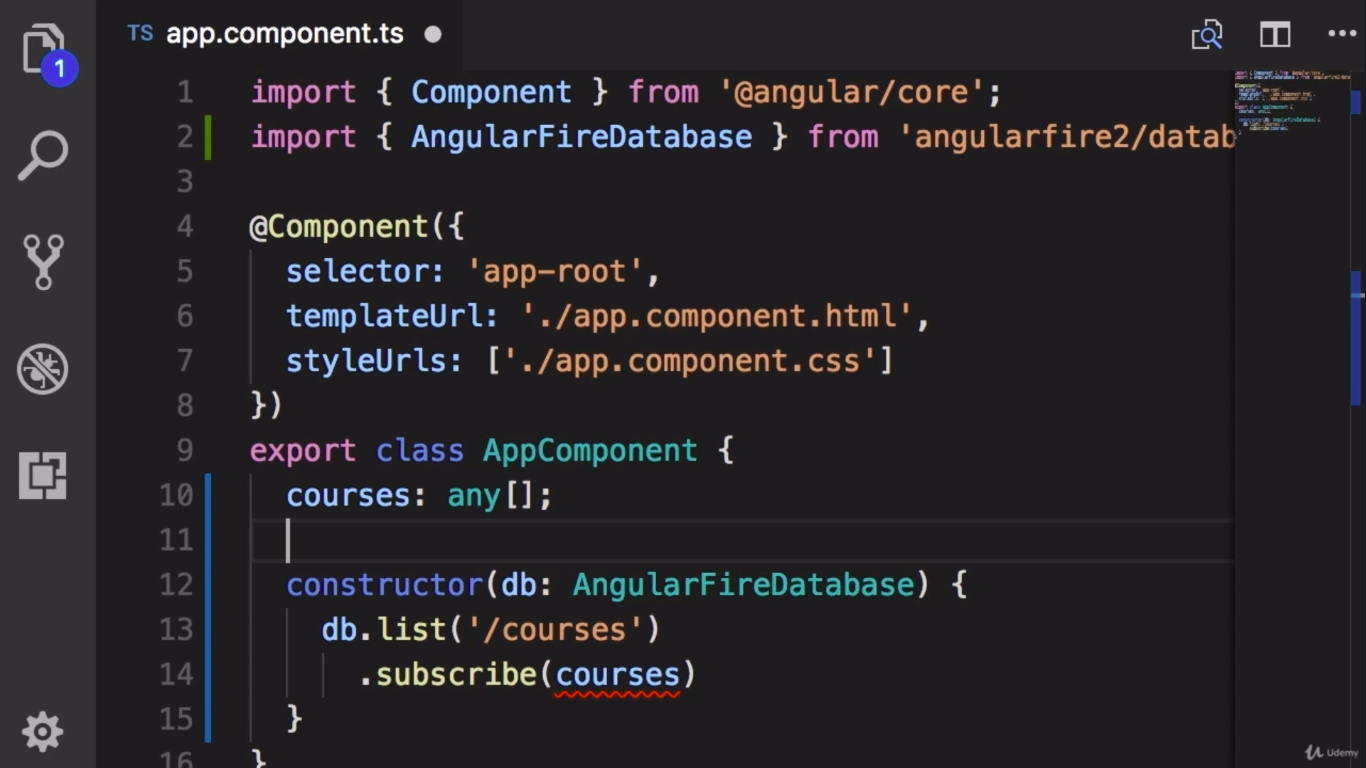 TS app.component.ts
1
1 import { Component } from '@angular/core';
2 import { AngularFireDatabase } from 'angularfire2/datab
3
4 @Component({
5 selector: 'app-root',
6 templateUrl: './app.component.html',
7 styleUrls: ['./app.component.css']
8 })
9 export class AppComponent {
10 courses: any[];
11
12 constructor(db: AngularFireDatabase) {
13 db.list('/courses')
14 .subscribe(courses)
15 }
16 }
Udemy